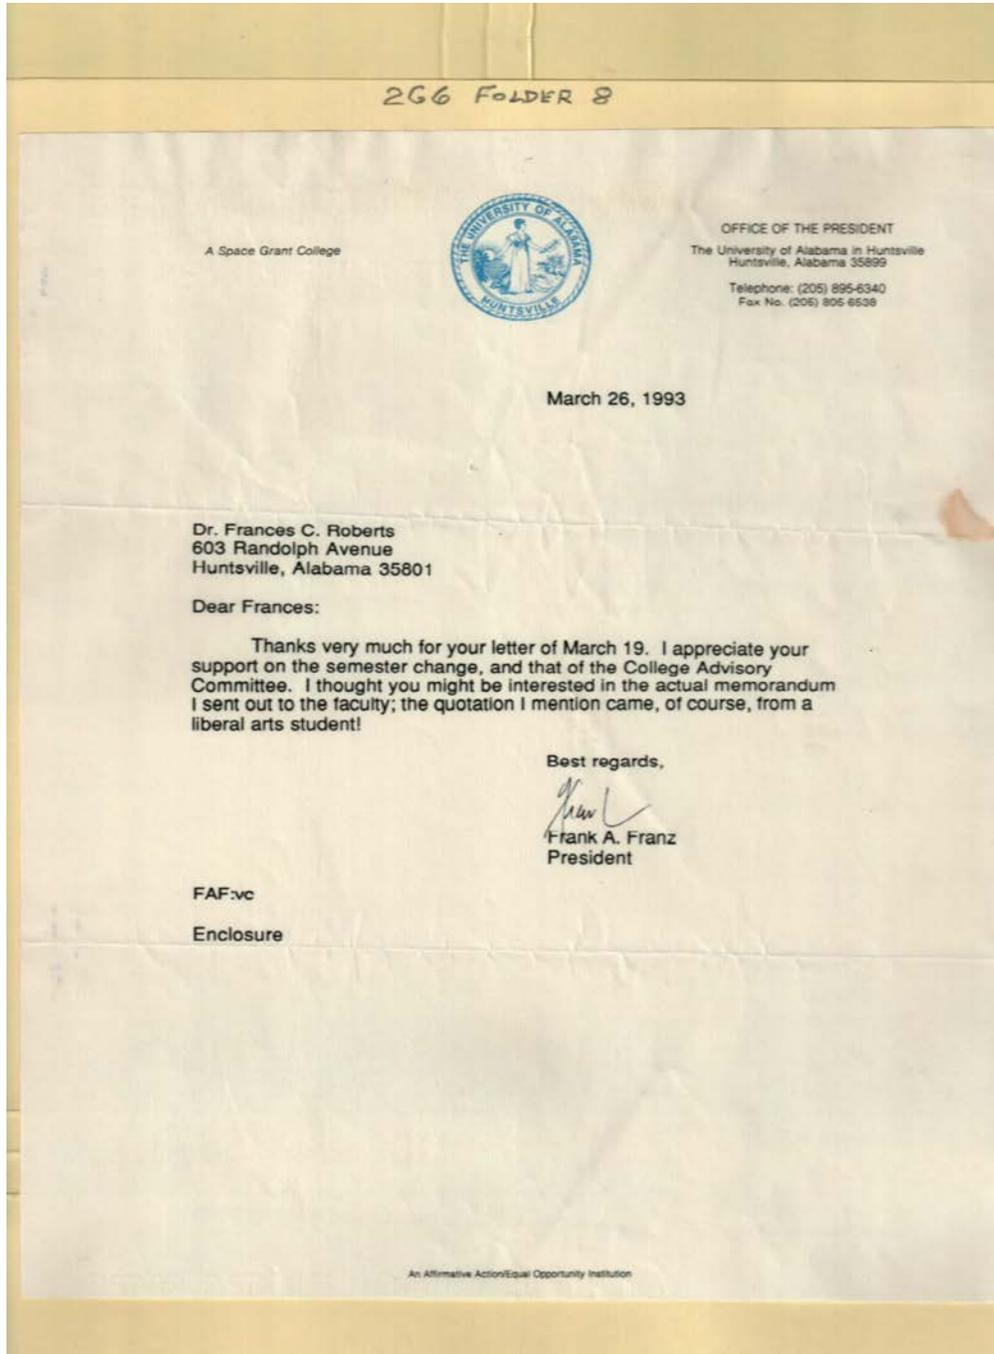 2G6 FOLDER 8
THE UNIVERSITY OF ALABAMA
HUNTSVILLE
A Space Grant College
OFFICE OF THE PRESIDENT
The University of Alabama in Huntsville
Huntsville, Alabama 35899
Telephone: (205) 895-6340
Fax No. (205) 895-6538
March 26, 1993
Dr. Frances C. Roberts
603 Randolph Avenue
Huntsville, Alabama 35801
Dear Frances:
Thanks very much for your letter of March 19. I appreciate your
support on the semester change, and that of the College Advisory
Committee. I thought you might be interested in the actual memorandum
I sent out to the faculty; the quotation I mention came, of course, from a
liberal arts student!
Best regards,
Frank
Frank A. Franz
President
FAF:vc
Enclosure
An Affirmative Action/Equal Opportunity Institution